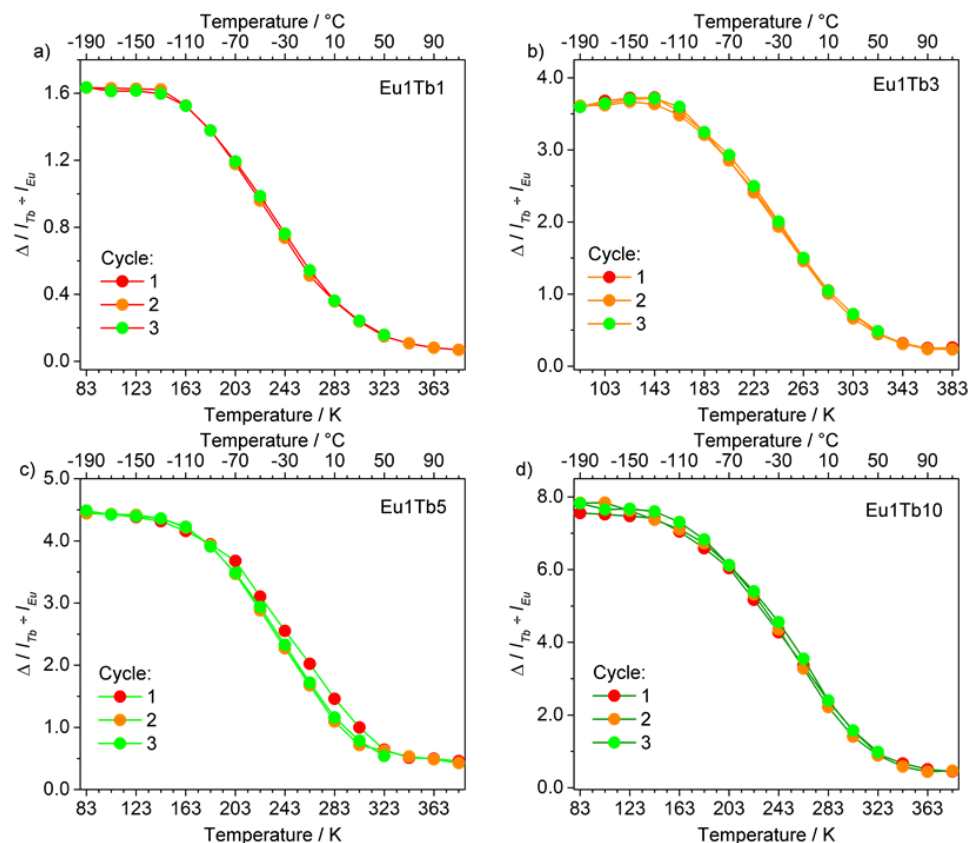 Temperature / °C
-190 -150 -110 -70 -30 10 50 90
a)
Eu1Tb1
1.6
1.2
0.8
0.4
0.0
Δ / I_Tb ÷ I_Eu
Cycle:
1
2
3
83 123 163 203 243 283 323 363
Temperature / K
Temperature / °C
-190 -150 -110 -70 -30 10 50 90
b)
Eu1Tb3
4.0
3.0
2.0
1.0
0.0
Δ / I_Tb ÷ I_Eu
Cycle:
1
2
3
103 143 183 223 263 303 343 383
Temperature / K
Temperature / °C
-190 -150 -110 -70 -30 10 50 90
c)
Eu1Tb5
5.0
4.0
3.0
2.0
1.0
0.0
Δ / I_Tb ÷ I_Eu
Cycle:
1
2
3
83 123 163 203 243 283 323 363
Temperature / K
Temperature / °C
-190 -150 -110 -70 -30 10 50 90
d)
Eu1Tb10
8.0
6.0
4.0
2.0
0.0
Δ / I_Tb ÷ I_Eu
Cycle:
1
2
3
83 123 163 203 243 283 323 363
Temperature / K